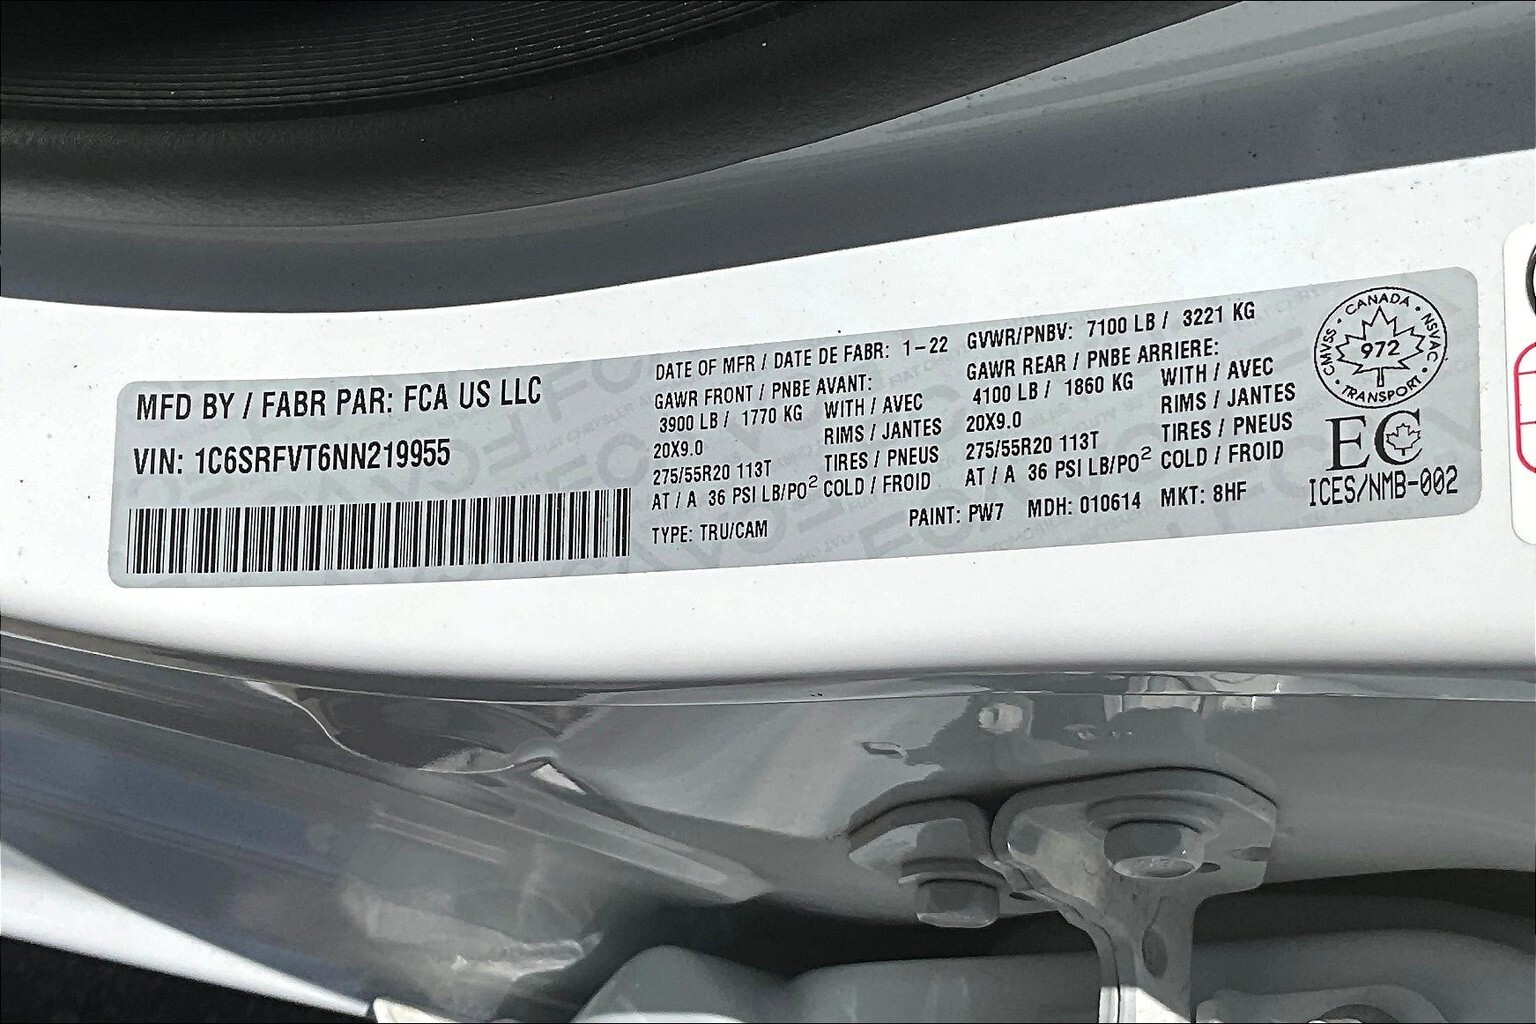 MFD BY / FABR PAR: FCA US LLC
VIN: 1C6SRFVT6NN219955
DATE OF MFR / DATE DE FABR: 1-22
GAWR FRONT / PNBE AVANT:
3900 LB / 1770 KG WITH / AVEC
20X9.0 RIMS / JANTES
275/55R20 113T TIRES / PNEUS
AT / A 36 PSI LB/PO² COLD / FROID
TYPE: TRU/CAM
GVWR/PNBV: 7100 LB / 3221 KG
GAWR REAR / PNBE ARRIERE:
4100 LB / 1860 KG WITH / AVEC
20X9.0 RIMS / JANTES
275/55R20 113T TIRES / PNEUS
AT / A 36 PSI LB/PO² COLD / FROID
PAINT: PW7 MDH: 010614 MKT: 8HF
CMVSS • CANADA • NSVAC • TRANSPORT •
972
EC
ICES/NMB-002